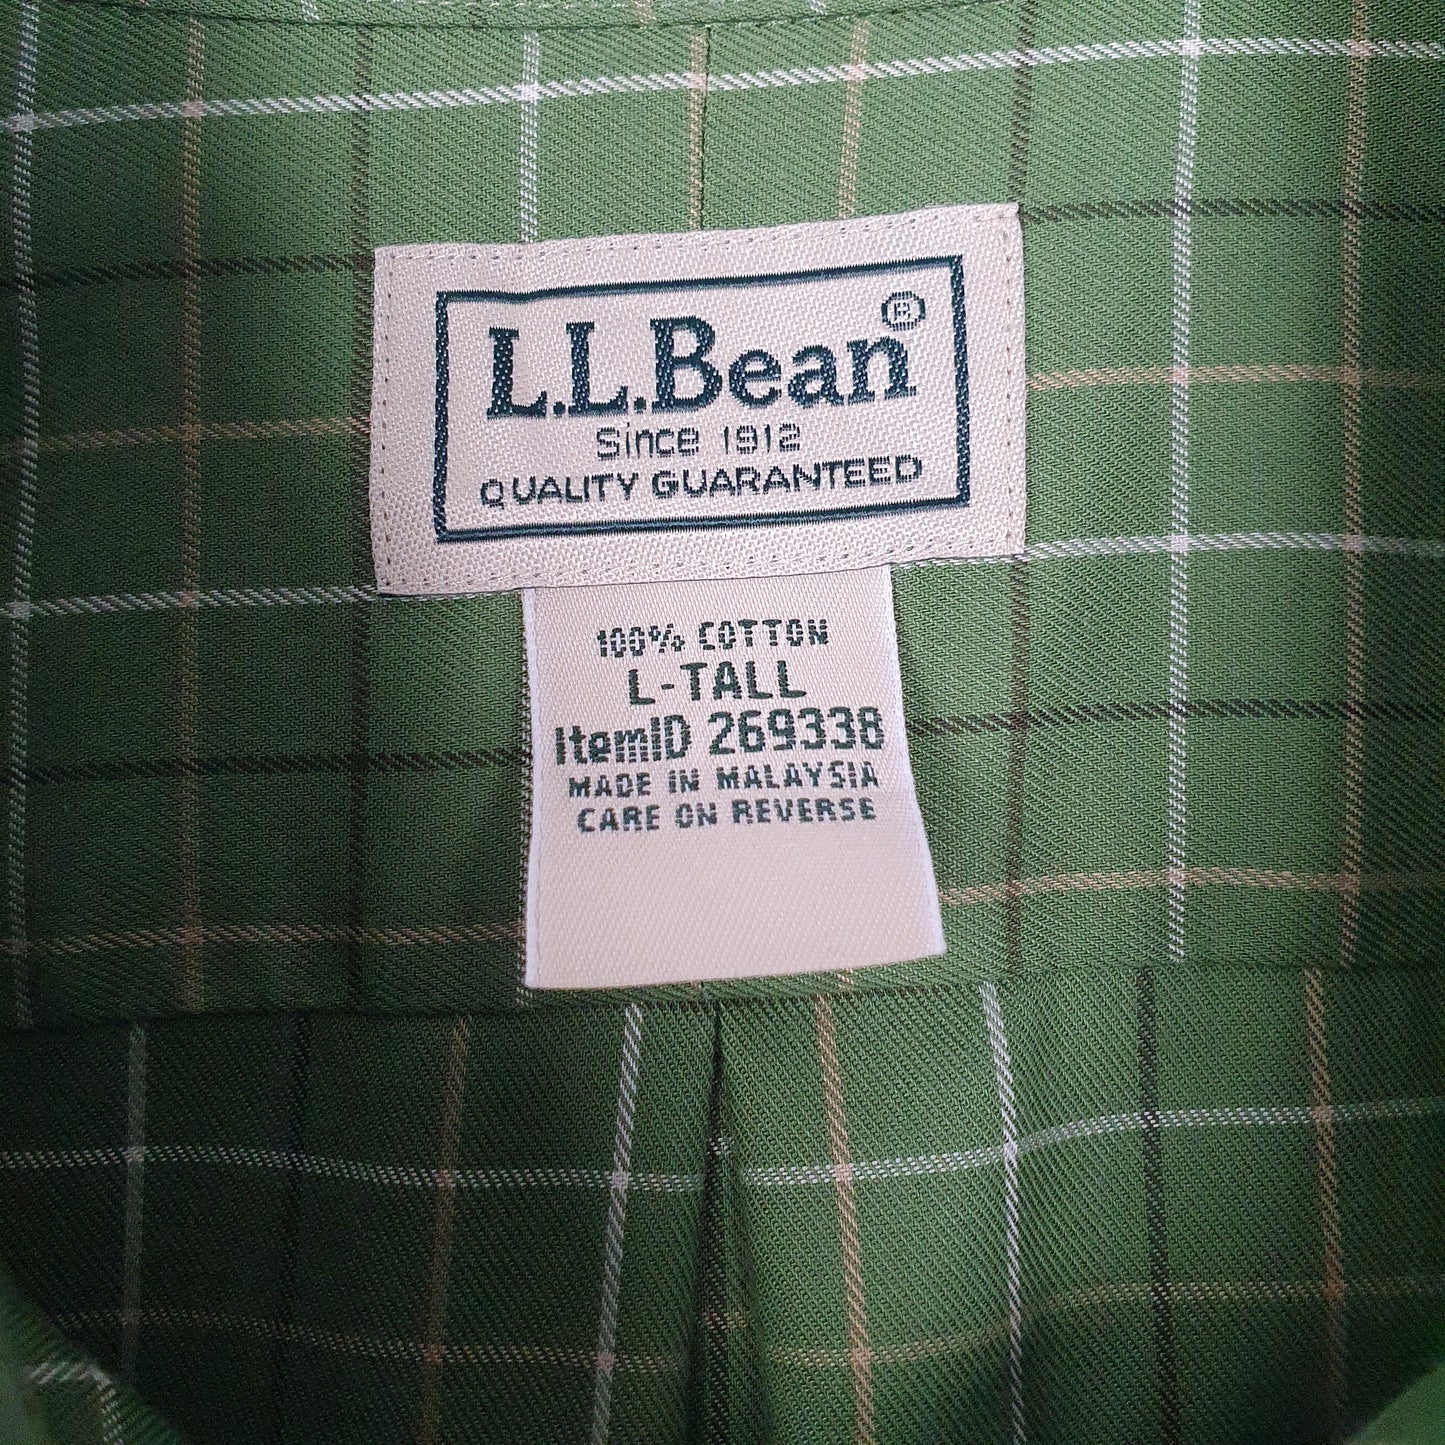 L.L.Bean®
Since 1912
QUALITY GUARANTEED
100% COTTON
L-TALL
ItemID 269338
MADE IN MALAYSIA
CARE ON REVERSE